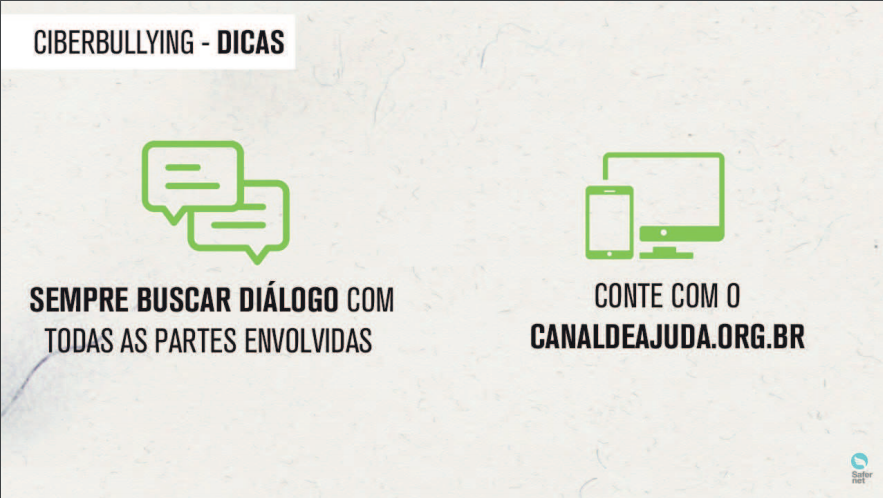 CIBERBULLYING - DICAS
SEMPRE BUSCAR DIÁLOGO COM
TODAS AS PARTES ENVOLVIDAS
CONTE COM O
CANALDEAJUDA.ORG.BR
Safer
net